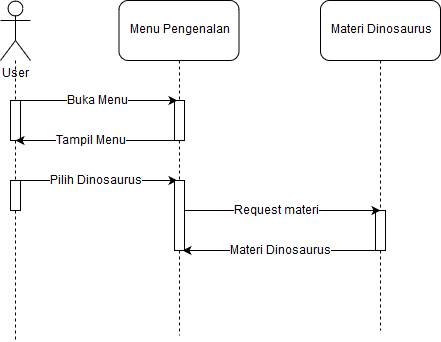 Menu Pengenalan
Materi Dinosaurus
User
Buka Menu
Tampil Menu
Pilih Dinosaurus
Request materi
Materi Dinosaurus